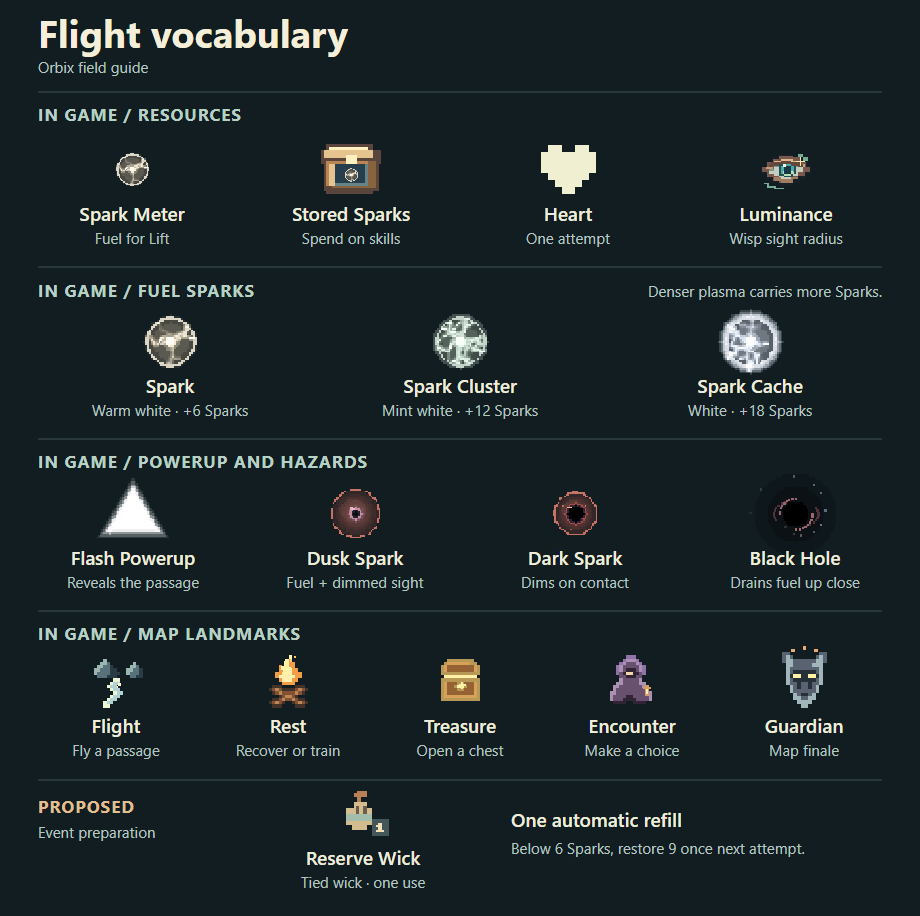 Flight vocabulary
Orbix field guide
IN GAME / RESOURCES
Spark Meter
Fuel for Lift
Stored Sparks
Spend on skills
Heart
One attempt
Luminance
Wisp sight radius
IN GAME / FUEL SPARKS
Denser plasma carries more Sparks.
Spark
Warm white · +6 Sparks
Spark Cluster
Mint white · +12 Sparks
Spark Cache
White · +18 Sparks
IN GAME / POWERUP AND HAZARDS
Flash Powerup
Reveals the passage
Dusk Spark
Fuel + dimmed sight
Dark Spark
Dims on contact
Black Hole
Drains fuel up close
IN GAME / MAP LANDMARKS
Flight
Fly a passage
Rest
Recover or train
Treasure
Open a chest
Encounter
Make a choice
Guardian
Map finale
PROPOSED
Event preparation
1
Reserve Wick
Tied wick · one use
One automatic refill
Below 6 Sparks, restore 9 once next attempt.